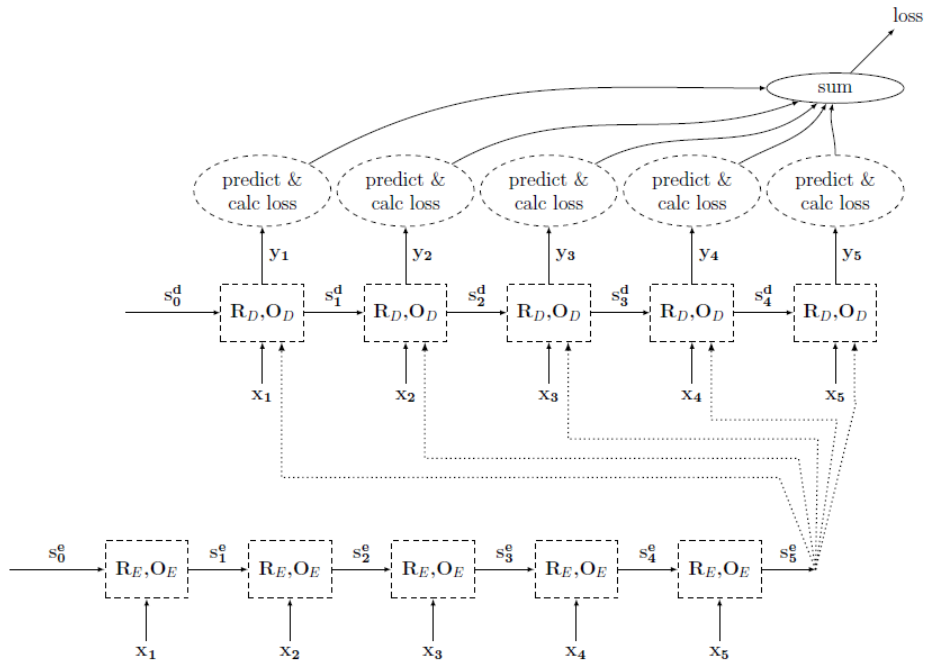 loss
sum
predict &
calc loss
predict &
calc loss
predict &
calc loss
predict &
calc loss
predict &
calc loss
y₁
y₂
y₃
y₄
y₅
s₀ᵈ
s₁ᵈ
s₂ᵈ
s₃ᵈ
s₄ᵈ
R_D,O_D
R_D,O_D
R_D,O_D
R_D,O_D
R_D,O_D
x₁
x₂
x₃
x₄
x₅
s₀ᵉ
s₁ᵉ
s₂ᵉ
s₃ᵉ
s₄ᵉ
s₅ᵉ
R_E,O_E
R_E,O_E
R_E,O_E
R_E,O_E
R_E,O_E
x₁
x₂
x₃
x₄
x₅